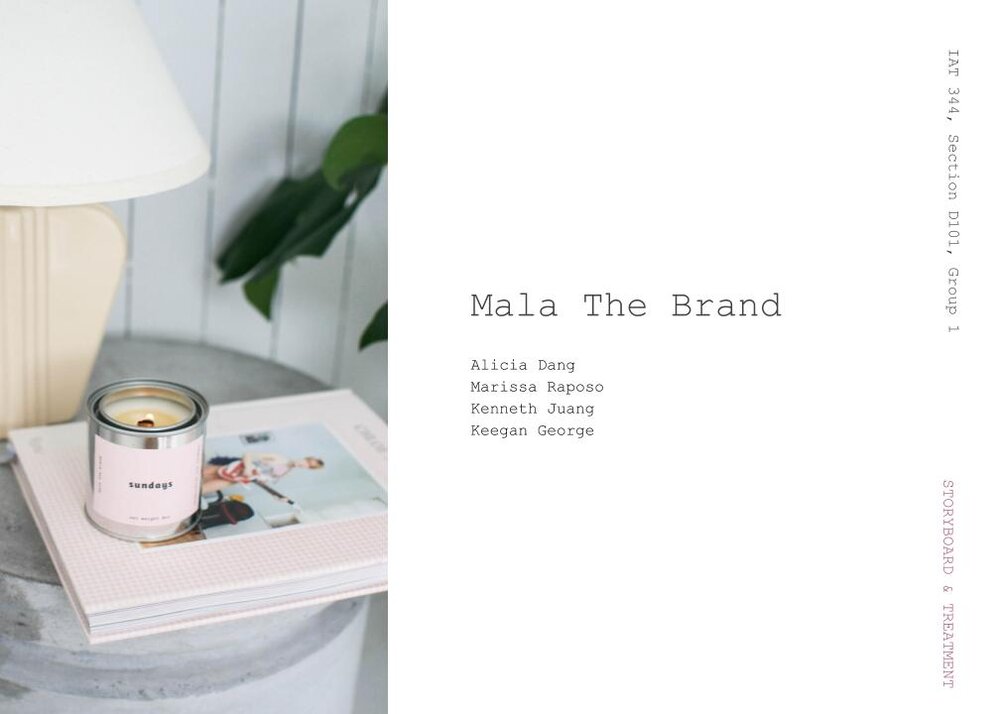 Mala The Brand
Alicia Dang
Marissa Raposo
Kenneth Juang
Keegan George
IAT 344, Section D101, Group 1
STORYBOARD & TREATMENT
sundays